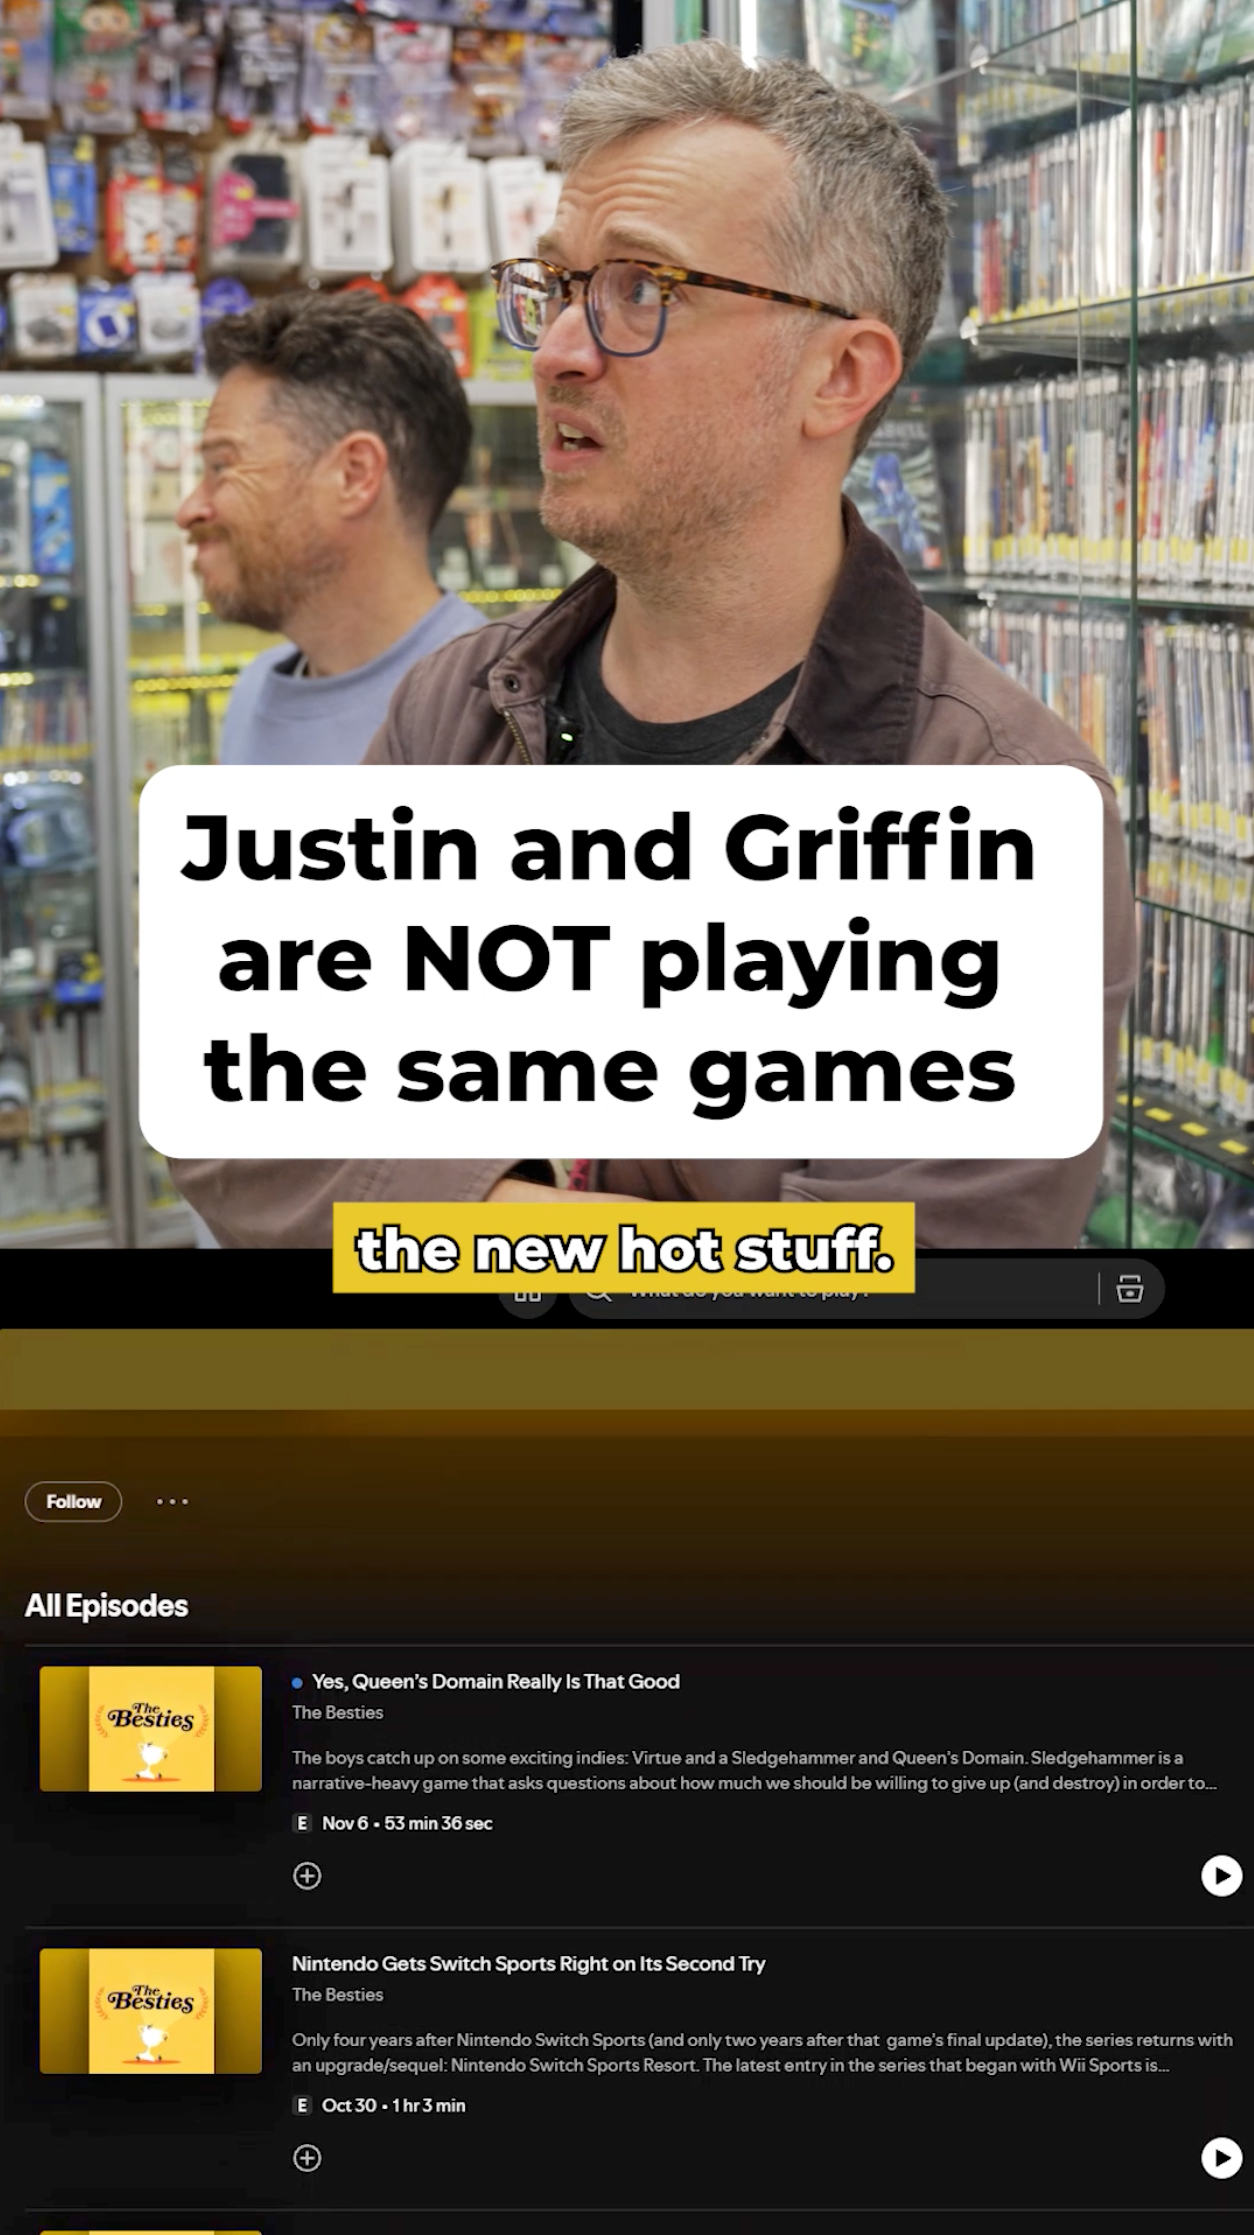 Justin and Griffin
are NOT playing
the same games
the new hot stuff.
Follow
All Episodes
The Besties
Yes, Queen's Domain Really Is That Good
The Besties
The boys catch up on some exciting indies: Virtue and a Sledgehammer and Queen's Domain. Sledgehammer is a
narrative-heavy game that asks questions about how much we should be willing to give up (and destroy) in order to...
E Nov 6 • 53 min 36 sec
The Besties
Nintendo Gets Switch Sports Right on Its Second Try
The Besties
Only four years after Nintendo Switch Sports (and only two years after that game's final update), the series returns with
an upgrade/sequel: Nintendo Switch Sports Resort. The latest entry in the series that began with Wii Sports is...
E Oct 30 • 1 hr 3 min